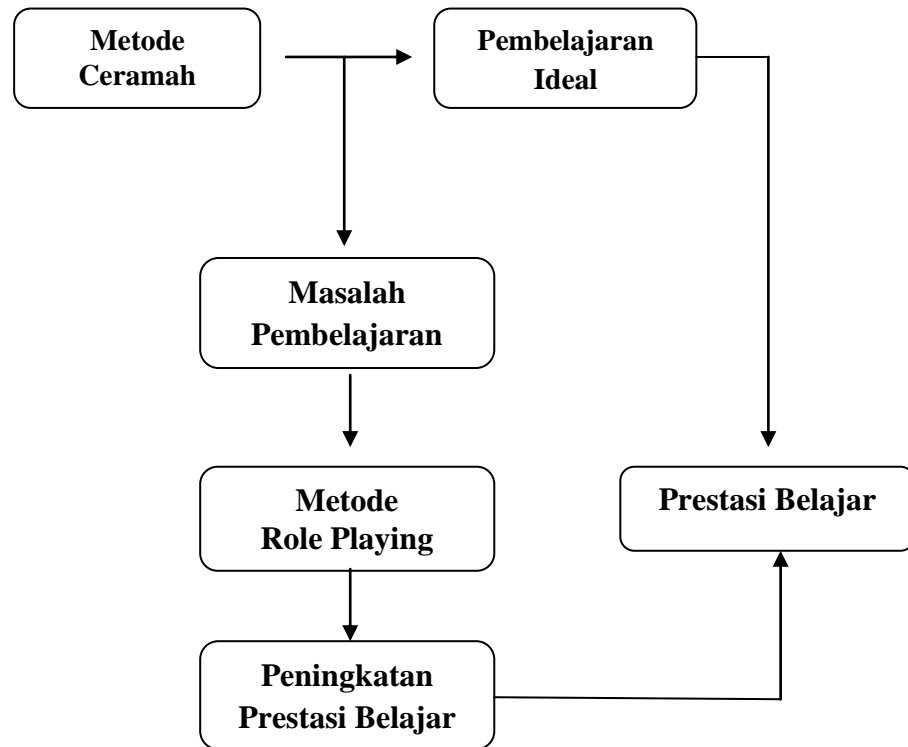 Metode
Ceramah
Pembelajaran
Ideal
Masalah
Pembelajaran
Metode
Role Playing
Prestasi Belajar
Peningkatan
Prestasi Belajar